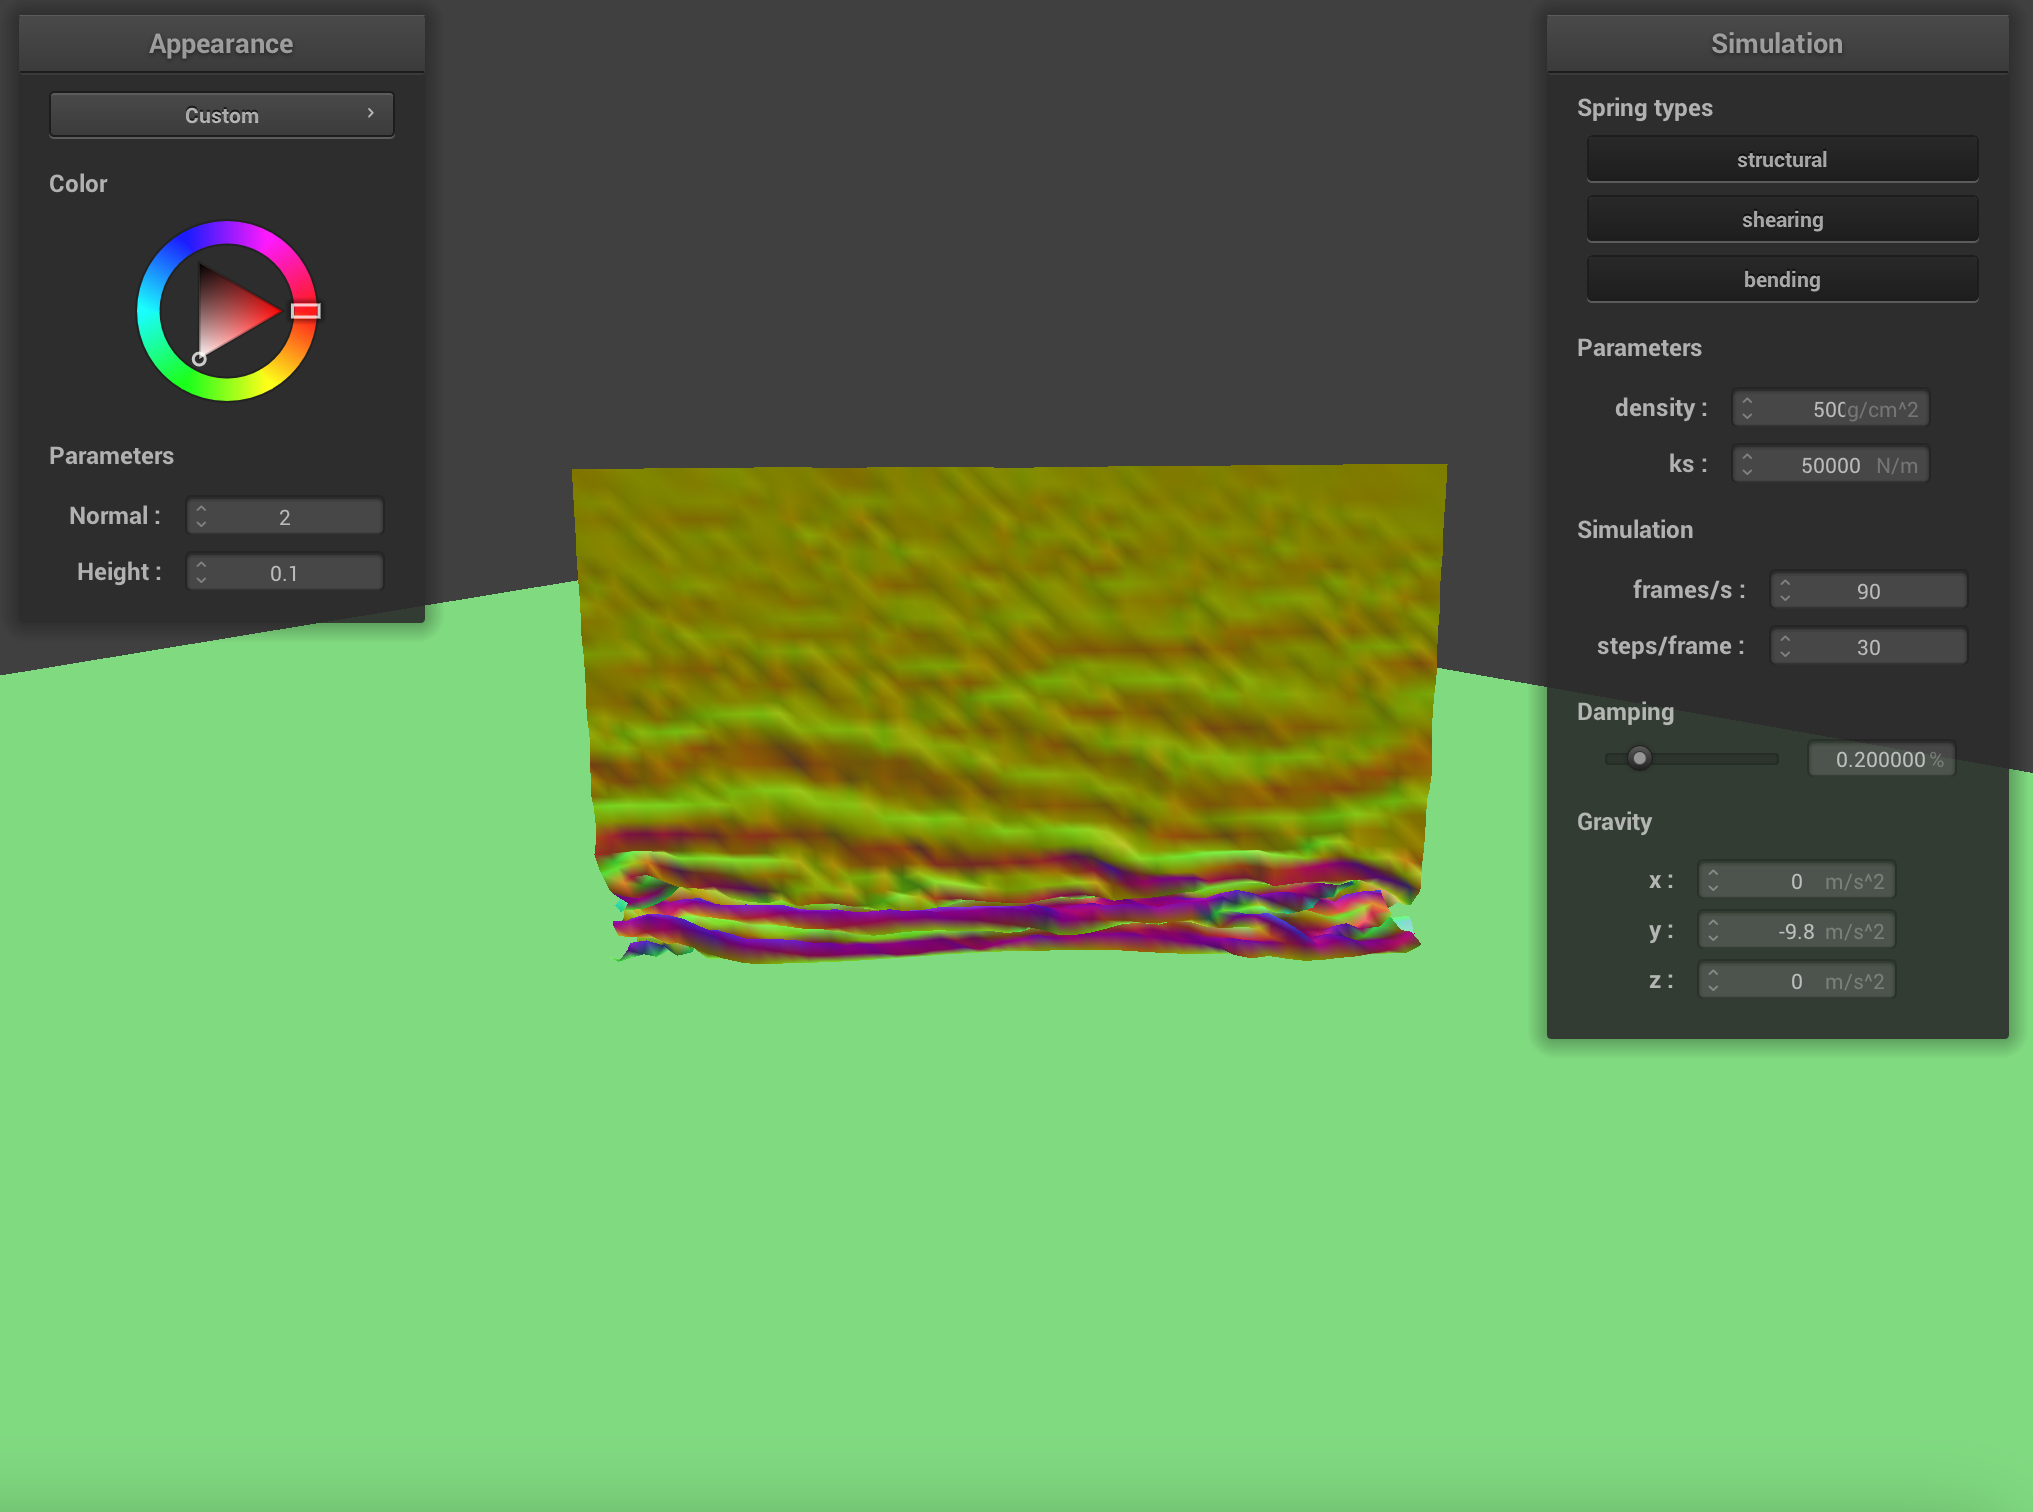 Appearance
Custom
Color
Parameters
Normal :
2
Height :
0.1
Simulation
Spring types
structural
shearing
bending
Parameters
density :
500 g/cm^2
ks :
50000 N/m
Simulation
frames/s :
90
steps/frame :
30
Damping
0.200000 %
Gravity
x :
0 m/s^2
y :
-9.8 m/s^2
z :
0 m/s^2